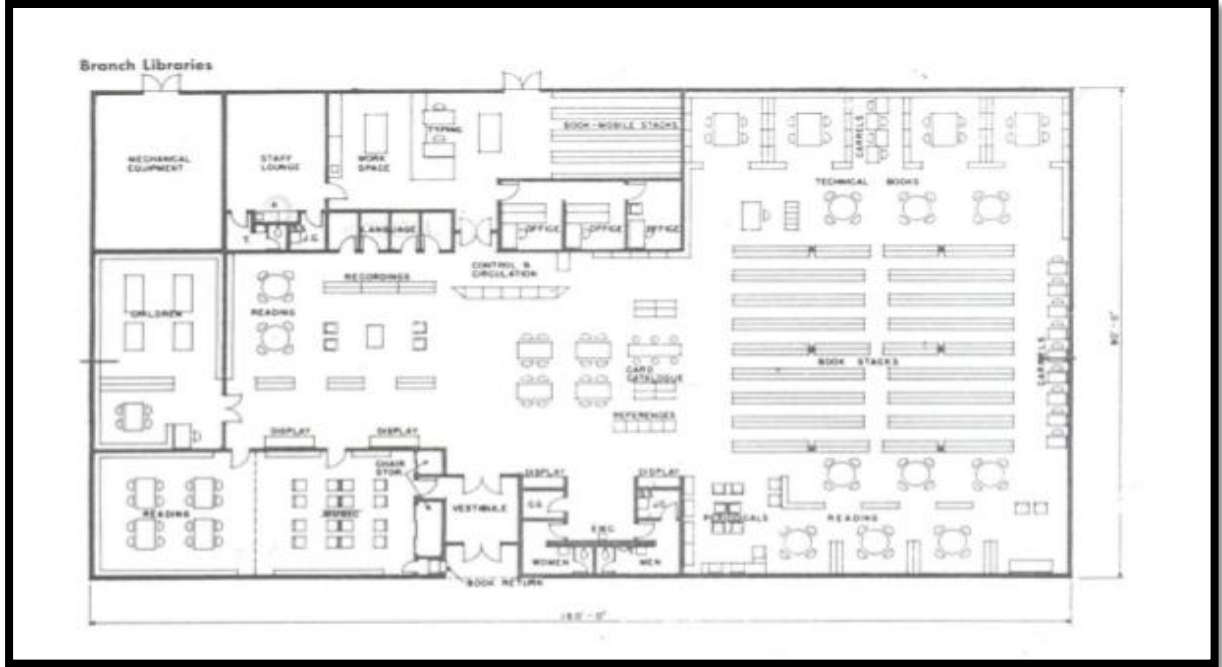 Branch Libraries
MECHANICAL
EQUIPMENT
STAFF
LOUNGE
WORK
SPACE
TYPING
BOOK-MOBILE STACKS
CARRELS
TECHNICAL BOOKS
T.
J.C.
LANGUAGE
OFFICE
OFFICE
OFFICE
CONTROL &
CIRCULATION
RECORDINGS
CHILDREN
READING
CARD
CATALOGUE
REFERENCES
BOOK STACKS
CARRELS
80'-0"
DISPLAY
DISPLAY
CHAIR
STOR.
DISPLAY
DISPLAY
READING
VESTIBULE
READING
WOMEN
MEN
BOOK RETURN